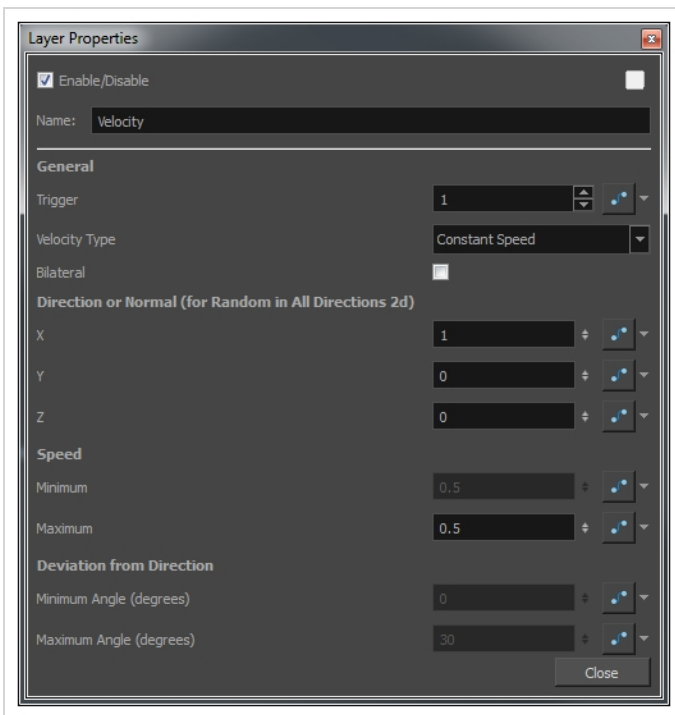 Layer Properties
Enable/Disable
Name: Velocity
General
Trigger 1
Velocity Type Constant Speed
Bilateral
Direction or Normal (for Random in All Directions 2d)
X 1
Y 0
Z 0
Speed
Minimum 0.5
Maximum 0.5
Deviation from Direction
Minimum Angle (degrees) 0
Maximum Angle (degrees) 30
Close